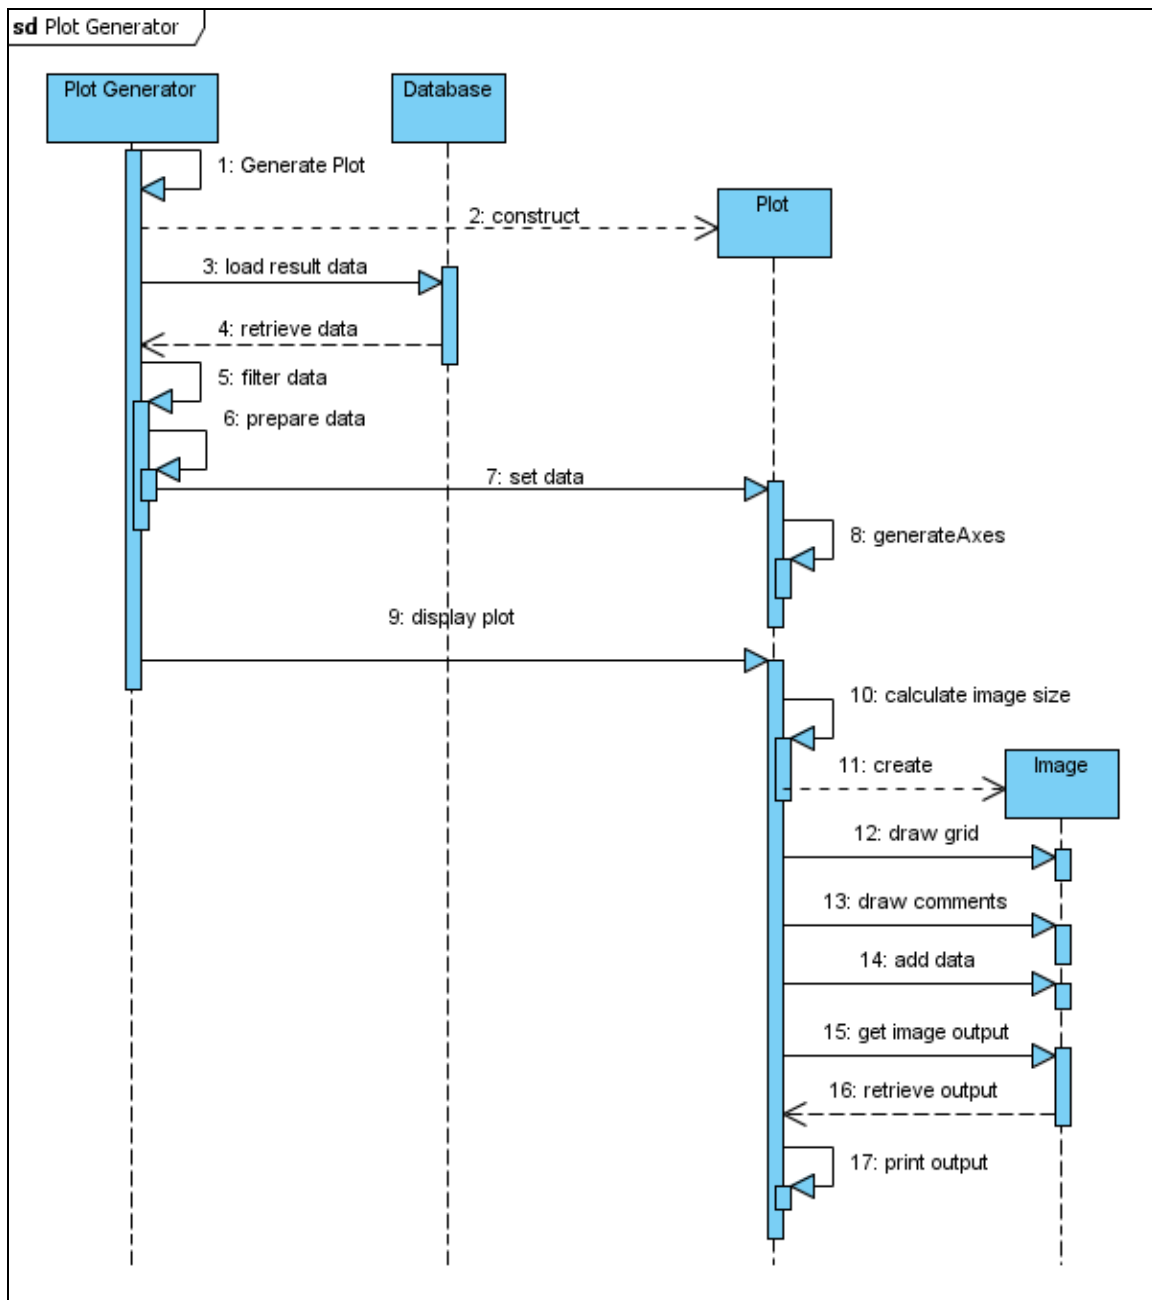 sd Plot Generator
Plot Generator
Database
1: Generate Plot
2: construct
Plot
3: load result data
4: retrieve data
5: filter data
6: prepare data
7: set data
8: generateAxes
9: display plot
10: calculate image size
11: create
Image
12: draw grid
13: draw comments
14: add data
15: get image output
16: retrieve output
17: print output